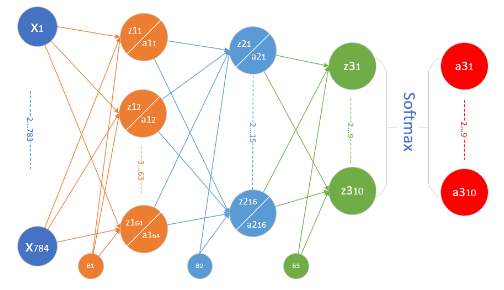 X1
--2...783---
X784
z11
a11
z12
a12
3...63
z164
a164
B1
z21
a21
--2...15---
z216
a216
B2
z31
--2...9--
z310
B3
Softmax
a31
--2...9--
a310